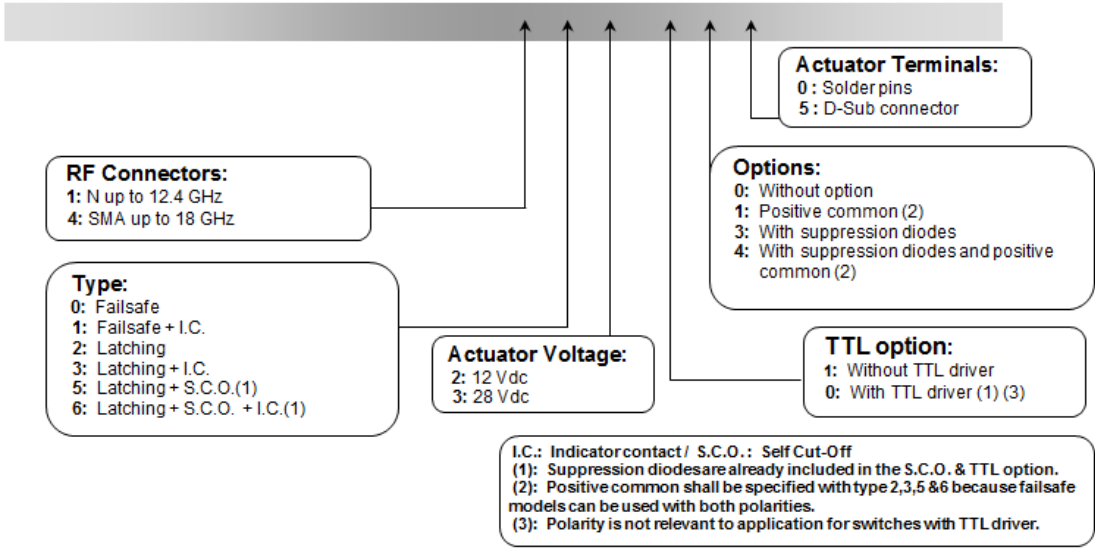 Actuator Terminals:
0 : Solder pins
5 : D-Sub connector
RF Connectors:
1: N up to 12.4 GHz
4: SMA up to 18 GHz
Options:
0: Without option
1: Positive common (2)
3: With suppression diodes
4: With suppression diodes and positive
common (2)
Type:
0: Failsafe
1: Failsafe + I.C.
2: Latching
3: Latching + I.C.
5: Latching + S.C.O.(1)
6: Latching + S.C.O. + I.C.(1)
Actuator Voltage:
2: 12 Vdc
3: 28 Vdc
TTL option:
1: Without TTL driver
0: With TTL driver (1) (3)
I.C.: Indicator contact / S.C.O. : Self Cut-Off
(1): Suppression diodes are already included in the S.C.O. & TTL option.
(2): Positive common shall be specified with type 2,3,5 &6 because failsafe
models can be used with both polarities.
(3): Polarity is not relevant to application for switches with TTL driver.